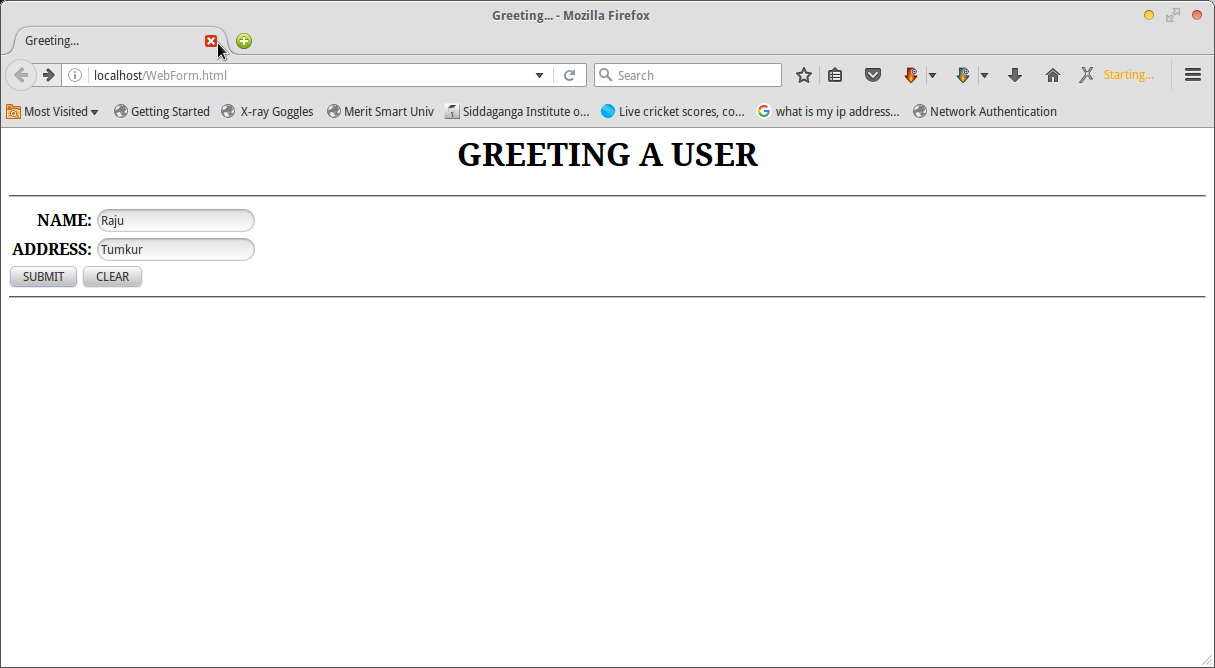 Greeting... - Mozilla Firefox
Greeting...
localhost/WebForm.html
Search
Starting...
Most Visited Getting Started X-ray Goggles Merit Smart Univ Siddaganga Institute o... Live cricket scores, co... what is my ip address... Network Authentication
GREETING A USER
NAME: Raju
ADDRESS: Tumkur
SUBMIT CLEAR